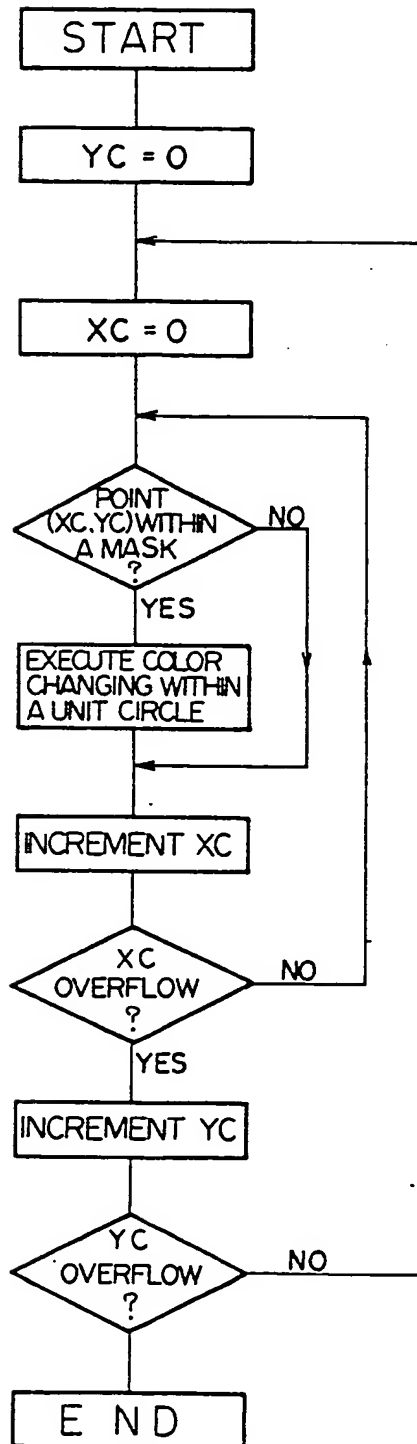 START
YC = 0
XC = 0
POINT
(XC.YC) WITHIN
A MASK
?
NO
YES
EXECUTE COLOR
CHANGING WITHIN
A UNIT CIRCLE
INCREMENT XC
XC
OVERFLOW
?
NO
YES
INCREMENT YC
YC
OVERFLOW
?
NO
END